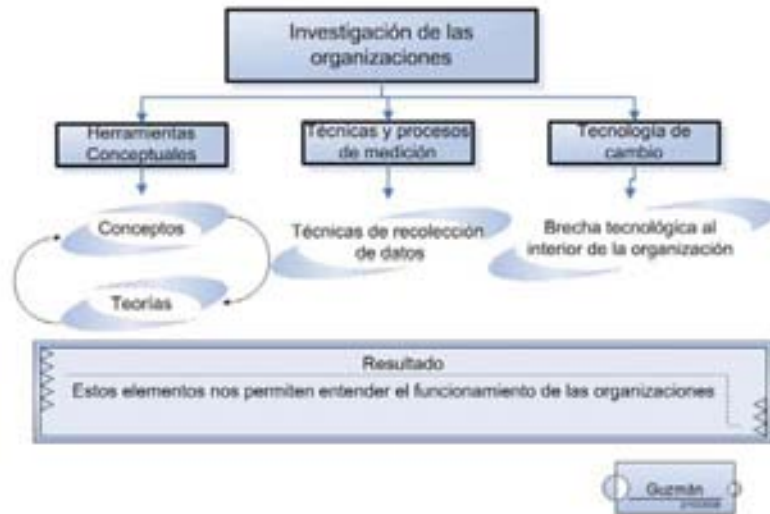 Investigación de las
organizaciones
Herramientas
Conceptuales
Técnicas y procesos
de medición
Tecnología de
cambio
Conceptos
Teorías
Técnicas de recolección
de datos
Brecha tecnológica al
interior de la organización
Resultado
Estos elementos nos permiten entender el funcionamiento de las organizaciones
Guzmán